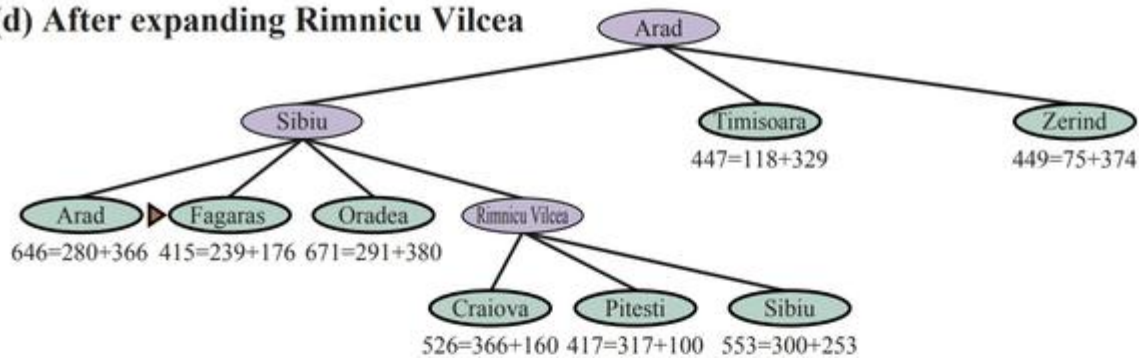 d) After expanding Rimnicu Vilcea
Arad
Sibiu
Timisoara
Zerind
447=118+329
449=75+374
Arad
Fagaras
Oradea
Rimnicu Vilcea
646=280+366
415=239+176
671=291+380
Craiova
Pitesti
Sibiu
526=366+160
417=317+100
553=300+253